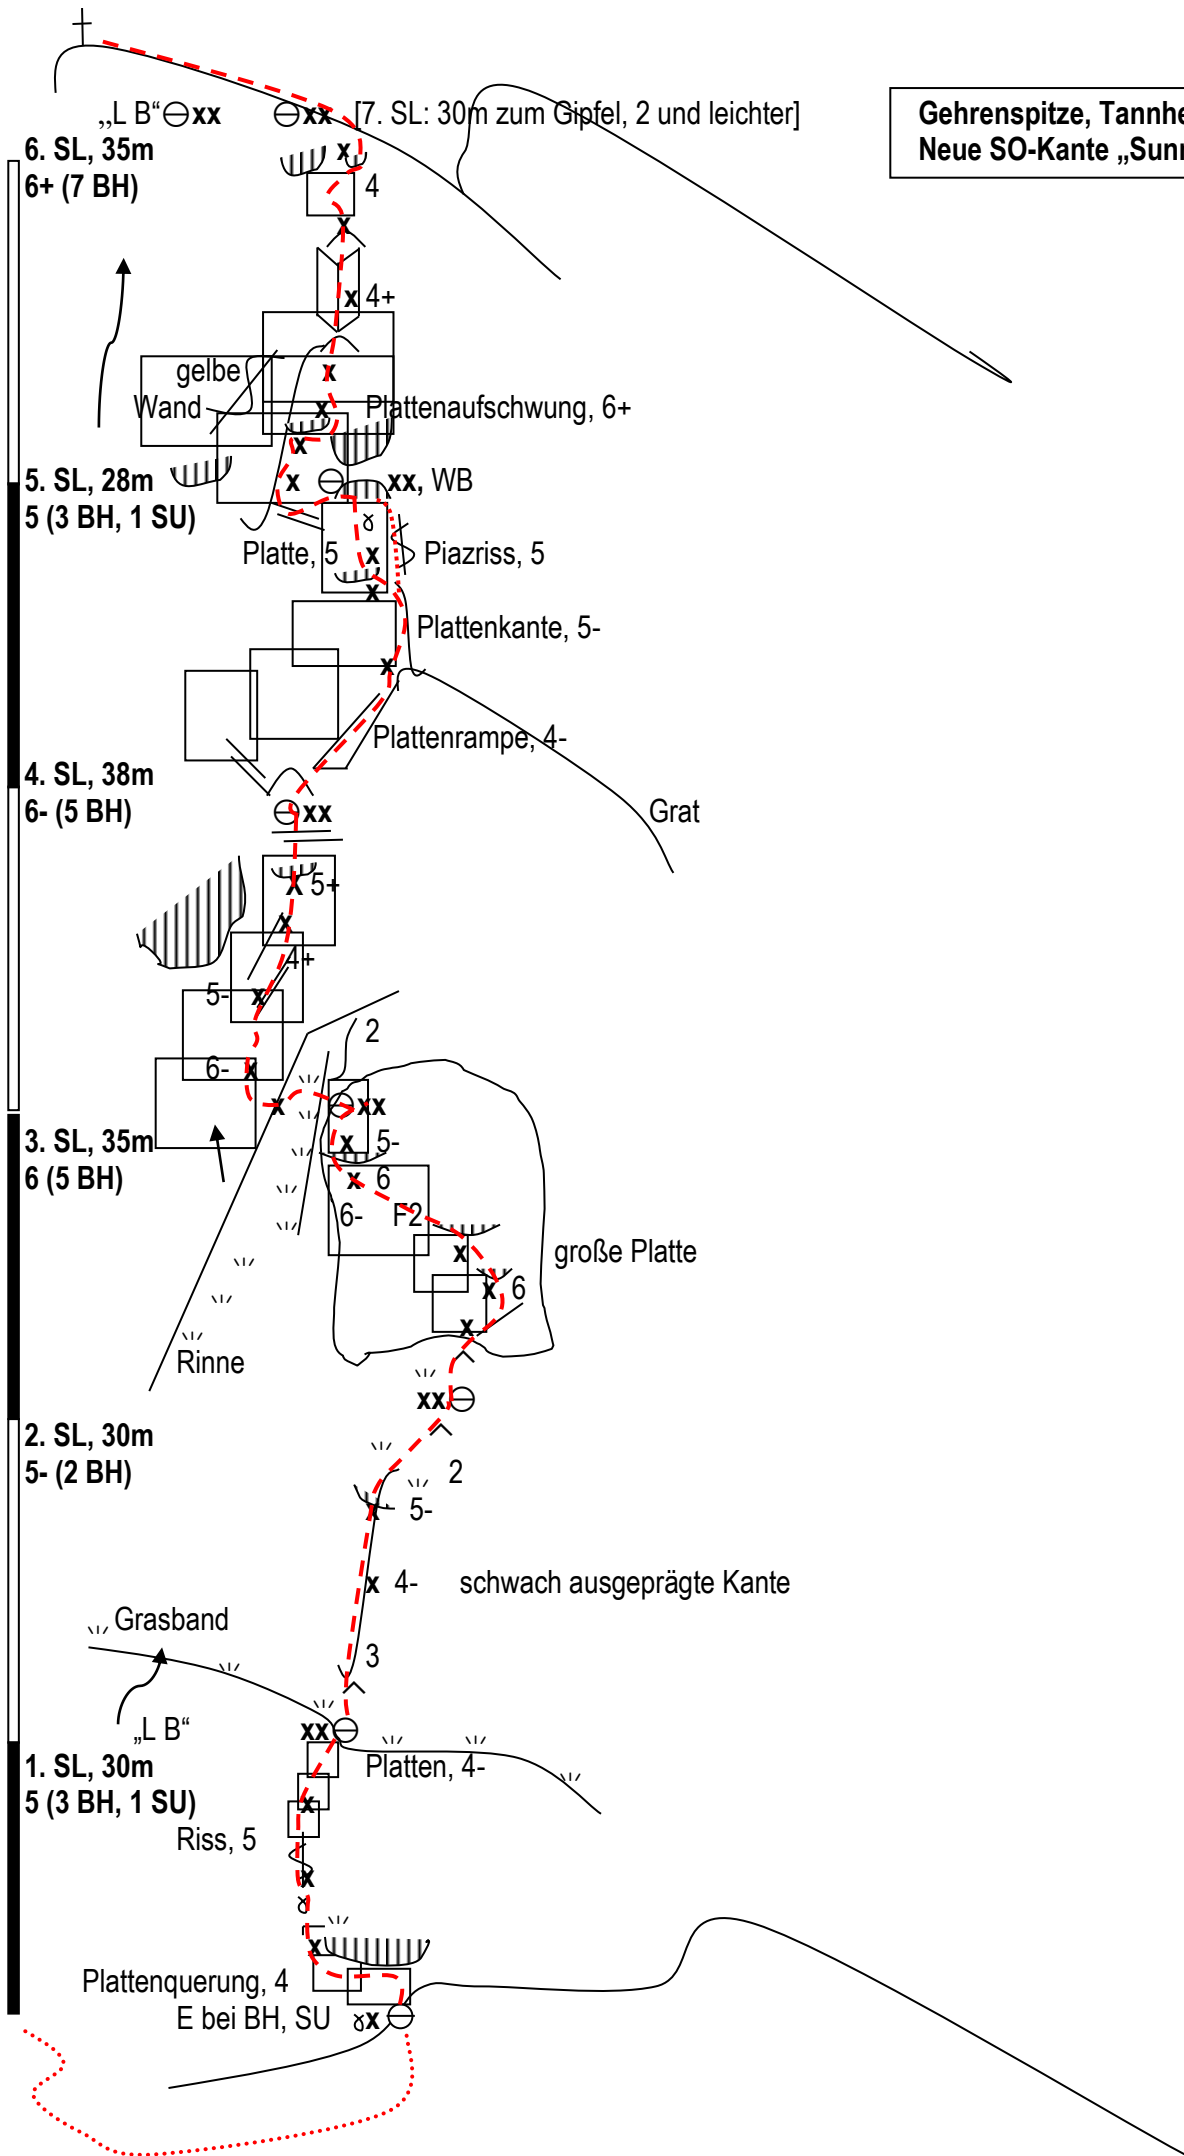 „L B“ xx xx [7. SL: 30m zum Gipfel, 2 und leichter]
Gehrenspitze,
Neue SO-Kante
6. SL, 35m
6+ (7 BH)
x
4
x
x 4+
gelbe
Wand
x
x
Plattenaufschwung, 6+
x
x
xx, WB
5. SL, 28m
5 (3 BH, 1 SU)
Platte, 5
x
Piazriss, 5
x
Plattenkante, 5-
x
Plattenrampe, 4-
4. SL, 38m
6- (5 BH)
xx
Grat
x 5+
x
4+
5- x
2
6- x
x
xx
3. SL, 35m
6 (5 BH)
x 5-
x 6
6- F2
x
große Platte
x 6
x
Rinne
xx
2. SL, 30m
5- (2 BH)
2
x 5-
x 4- schwach ausgeprägte Kante
Grasband
3
„L B“
xx
1. SL, 30m
5 (3 BH, 1 SU)
Platten, 4-
x
Riss, 5
x
x
Plattenquerung, 4
E bei BH, SU x